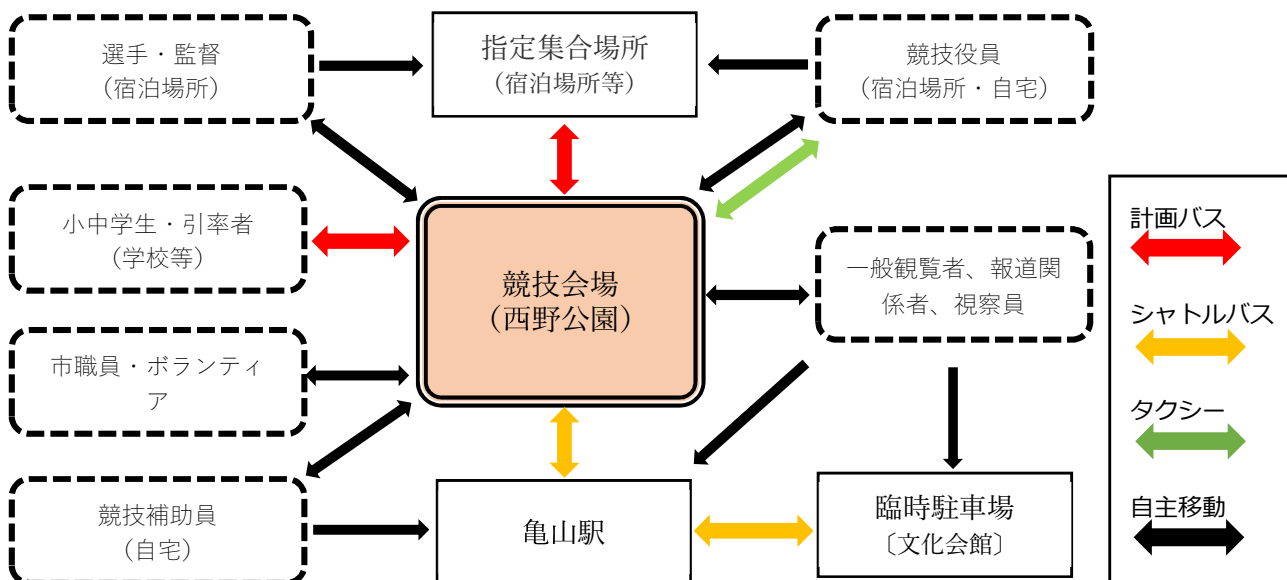 選手・監督
(宿泊場所)
指定集合場所
(宿泊場所等)
競技役員
(宿泊場所・自宅)
小中学生・引率者
(学校等)
競技会場
(西野公園)
一般観覧者、報道関
係者、視察員
市職員・ボランティ
ア
競技補助員
(自宅)
亀山駅
臨時駐車場
〔文化会館〕
計画バス
シャトルバス
タクシー
自主移動